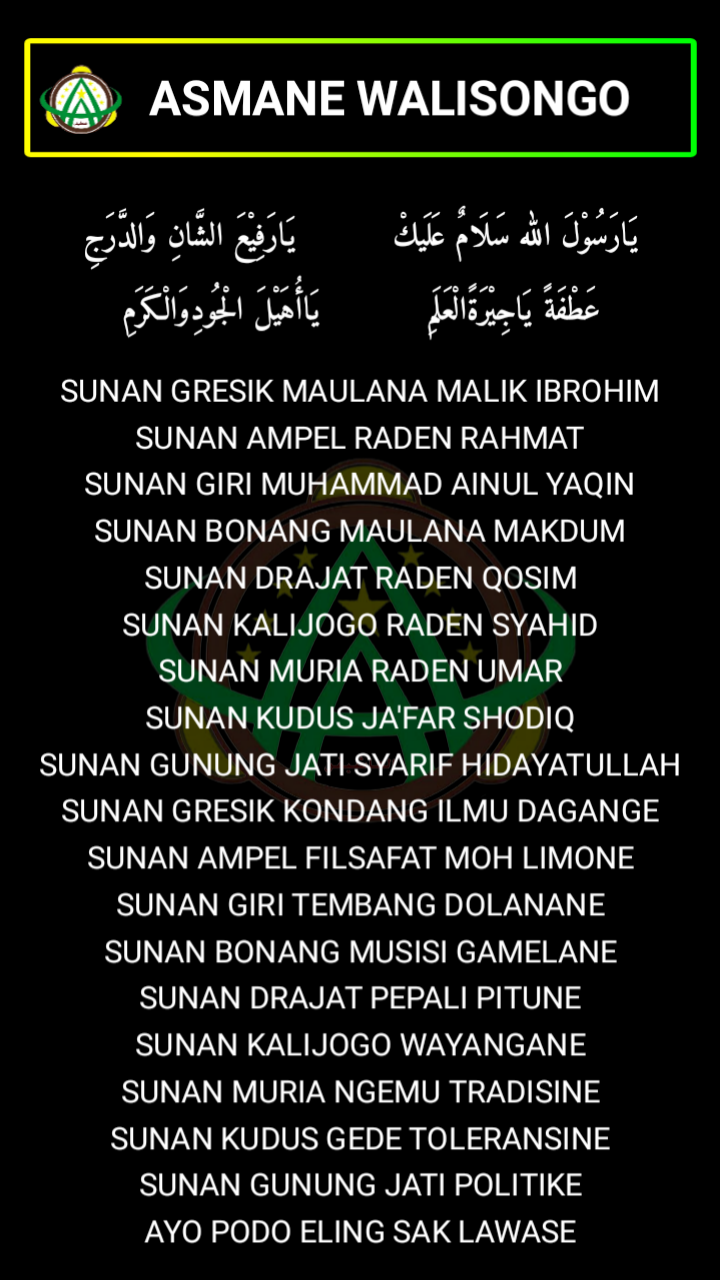 ASMANE WALISONGO
يَارَسُوْلَ اللّٰه سَلَامٌ عَلَيكْ يَارَفِيْعَ الشَّانِ وَالدَّرَجِ
عَطْفَةً يَاجِيْرَةَالْعَلَمِ يَاأُهَيْلَ الْجُودِوَالْكَرَمِ
SUNAN GRESIK MAULANA MALIK IBROHIM
SUNAN AMPEL RADEN RAHMAT
SUNAN GIRI MUHAMMAD AINUL YAQIN
SUNAN BONANG MAULANA MAKDUM
SUNAN DRAJAT RADEN QOSIM
SUNAN KALIJOGO RADEN SYAHID
SUNAN MURIA RADEN UMAR
SUNAN KUDUS JA'FAR SHODIQ
SUNAN GUNUNG JATI SYARIF HIDAYATULLAH
SUNAN GRESIK KONDANG ILMU DAGANGE
SUNAN AMPEL FILSAFAT MOH LIMONE
SUNAN GIRI TEMBANG DOLANANE
SUNAN BONANG MUSISI GAMELANE
SUNAN DRAJAT PEPALI PITUNE
SUNAN KALIJOGO WAYANGANE
SUNAN MURIA NGEMU TRADISINE
SUNAN KUDUS GEDE TOLERANSINE
SUNAN GUNUNG JATI POLITIKE
AYO PODO ELING SAK LAWASE